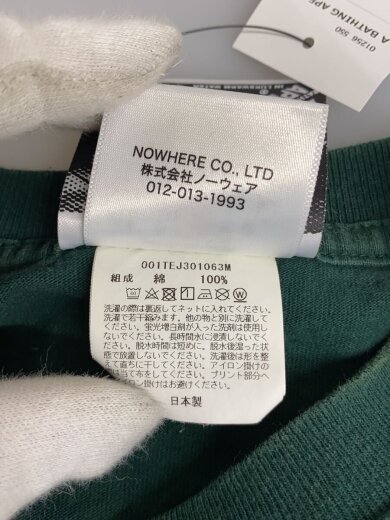 01256 550
A BATHING APE
IN LUKEWARM WATER
NOWHERE CO., LTD
株式会社ノーウェア
012-013-1993
001TEJ301063M
組成 綿 100%
洗濯の際は裏返してネットに入れてください。
洗濯で若干縮みます。他の物と別に洗濯して
ください。蛍光増白剤が入った洗剤は使用し
ないでください。長時間水に浸漬しないでく
ださい。脱水時間は短めに、脱水後湿った状
態で放置しないでください。洗濯後は形を整
えて直ちに干してください。アイロン掛けの
は当て布をしてください。プリント部分へ
イロン掛けはお避けください。
日本製